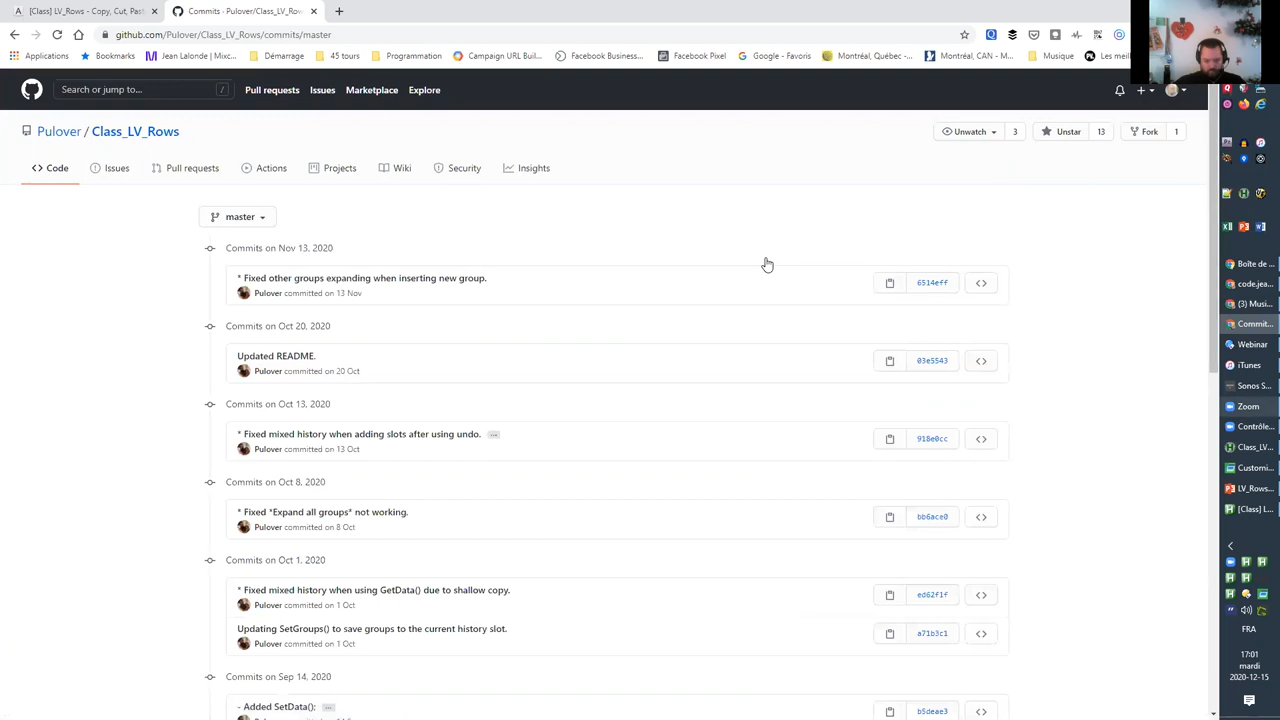 [Class] LV_Rows - Copy, Cut, Past
Commits - Pulover/Class_LV_Row
github.com/Pulover/Class_LV_Rows/commits/master
Applications
Bookmarks
Jean Lalonde | Mixc...
Démarrage
45 tours
Programmation
Campaign URL Buil...
Facebook Business...
Facebook Pixel
Google - Favoris
Montréal, Québec -...
Montréal, CAN - M...
Musique
Les meil
Search or jump to...
/
Pull requests
Issues
Marketplace
Explore
Pulover / Class_LV_Rows
Unwatch
3
Unstar
13
Fork
1
Code
Issues
Pull requests
Actions
Projects
Wiki
Security
Insights
master
Commits on Nov 13, 2020
* Fixed other groups expanding when inserting new group.
Pulover committed on 13 Nov
6514eff
Commits on Oct 20, 2020
Updated README.
Pulover committed on 20 Oct
03e5543
Commits on Oct 13, 2020
* Fixed mixed history when adding slots after using undo.
Pulover committed on 13 Oct
918e0cc
Commits on Oct 8, 2020
* Fixed *Expand all groups* not working.
Pulover committed on 8 Oct
bb6ace0
Commits on Oct 1, 2020
* Fixed mixed history when using GetData() due to shallow copy.
Pulover committed on 1 Oct
ed62f1f
Updating SetGroups() to save groups to the current history slot.
Pulover committed on 1 Oct
a71b3c1
Commits on Sep 14, 2020
- Added SetData():
b5deae3
Boîte de ...
code.jea...
(3) Musi...
Commit...
Webinar
iTunes
Sonos S...
Zoom
Contrôle...
Class_LV...
Customi...
LV_Rows...
[Class] L...
FRA
17:01
mardi
2020-12-15